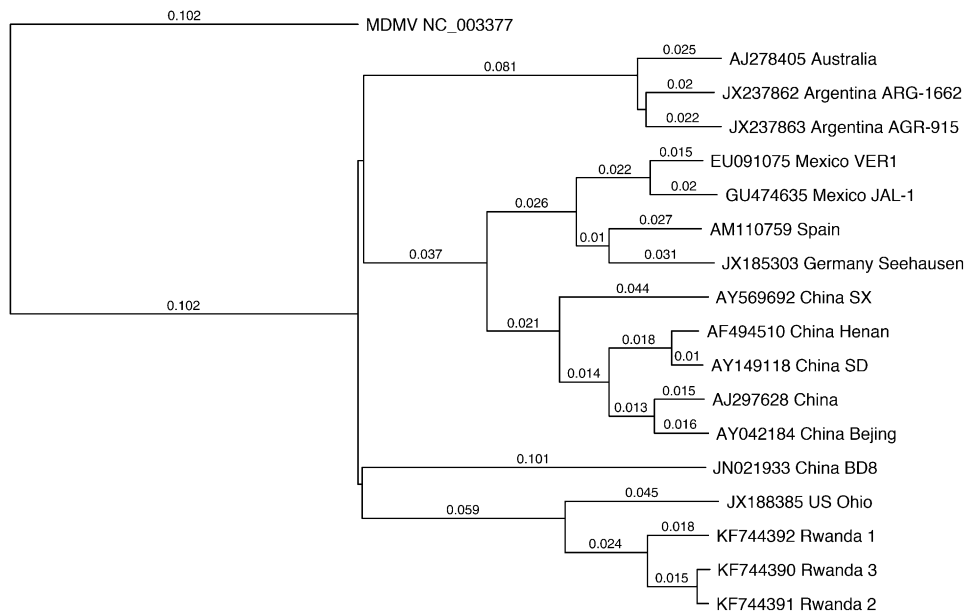 0.102
MDMV NC_003377
0.025
AJ278405 Australia
0.081
0.02
JX237862 Argentina ARG-1662
0.022
JX237863 Argentina AGR-915
0.015
EU091075 Mexico VER1
0.022
0.02
GU474635 Mexico JAL-1
0.026
0.027
AM110759 Spain
0.01
0.031
JX185303 Germany Seehausen
0.037
0.044
AY569692 China SX
0.102
0.021
AF494510 China Henan
0.018
0.01
AY149118 China SD
0.014
0.015
AJ297628 China
0.013
0.016
AY042184 China Bejing
0.101
JN021933 China BD8
0.045
JX188385 US Ohio
0.059
0.018
KF744392 Rwanda 1
0.024
KF744390 Rwanda 3
0.015
KF744391 Rwanda 2